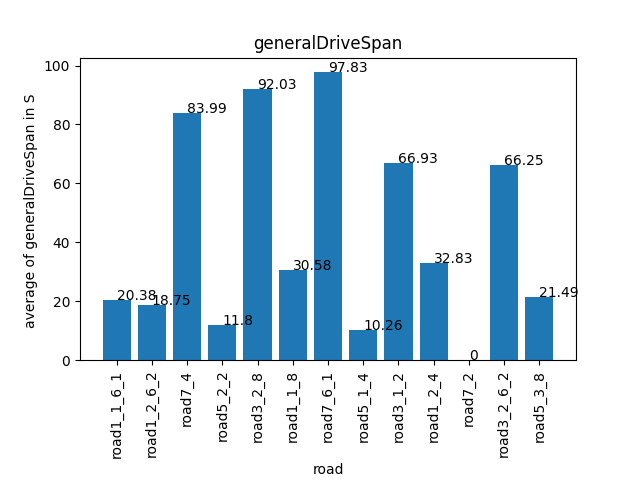 generalDriveSpan
average of generalDriveSpan in S
100
80
60
40
20
0
20.38
18.75
83.99
11.8
92.03
30.58
97.83
10.26
66.93
32.83
0
66.25
21.49
road1_1_6_1
road1_2_6_2
road7_4
road5_2_2
road3_2_8
road1_1_8
road7_6_1
road5_1_4
road3_1_2
road1_2_4
road7_2
road3_2_6_2
road5_3_8
road